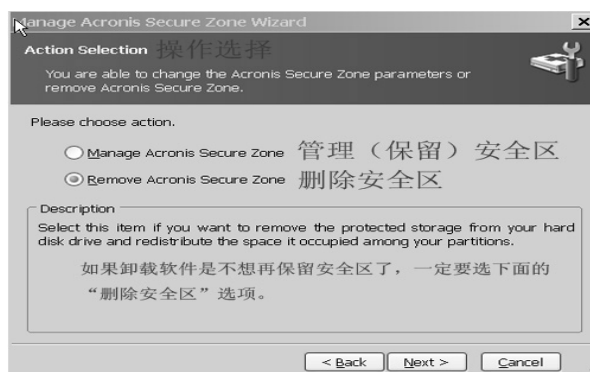 Manage Acronis Secure Zone Wizard
Action Selection 操作选择
You are able to change the Acronis Secure Zone parameters or
remove Acronis Secure Zone.
Please choose action.
Manage Acronis Secure Zone 管理（保留）安全区
Remove Acronis Secure Zone 删除安全区
Description
Select this item if you want to remove the protected storage from your hard
disk drive and redistribute the space it occupied among your partitions.
如果卸载软件是不想再保留安全区了，一定要选下面的
“删除安全区”选项。
< Back Next > Cancel